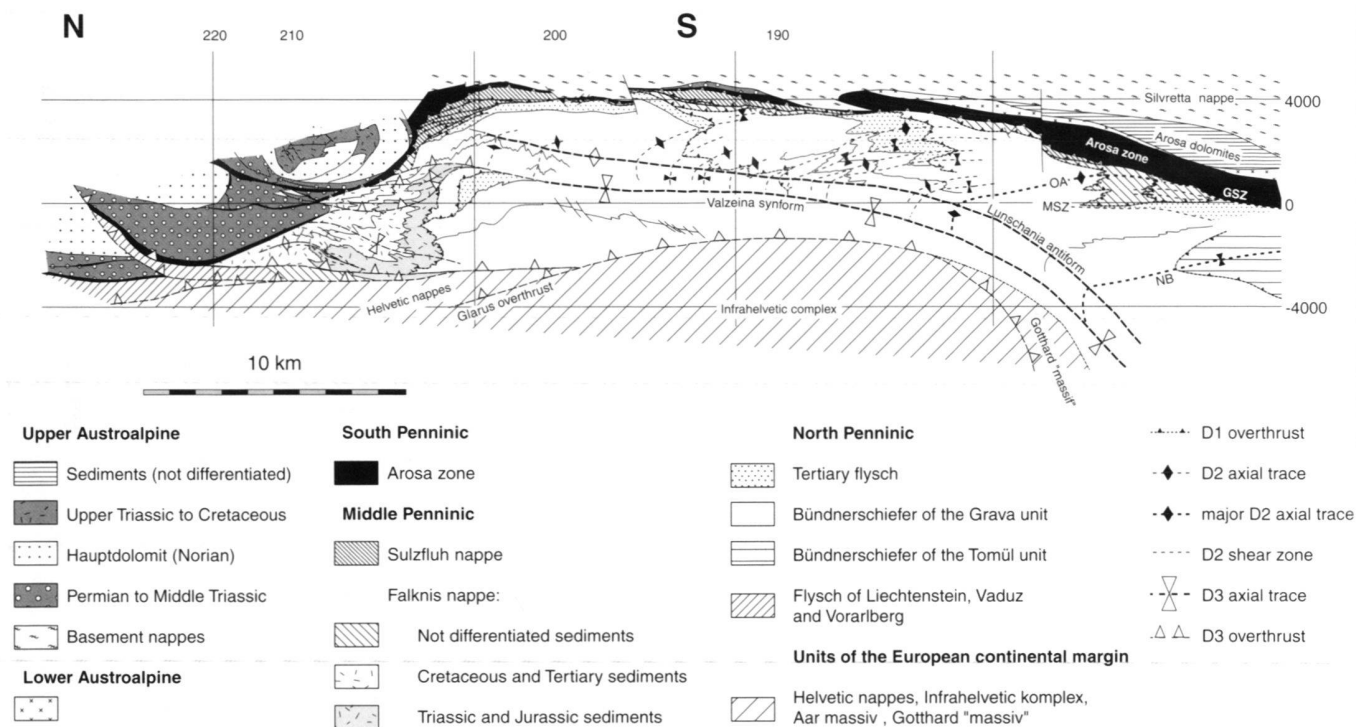 N
S
220
210
200
190
Silvretta nappe
4000
Arosa dolomites
Arosa zone
OA
GSZ
MSZ
0
Valzeina synform
Lunschania antiform
NB
Helvetic nappes
Glarus overthrust
Infrahelvetic complex
-4000
Gotthard "massif"
10 km
Upper Austroalpine
Sediments (not differentiated)
Upper Triassic to Cretaceous
Hauptdolomit (Norian)
Permian to Middle Triassic
Basement nappes
Lower Austroalpine
South Penninic
Arosa zone
Middle Penninic
Sulzfluh nappe
Falknis nappe:
Not differentiated sediments
Cretaceous and Tertiary sediments
Triassic and Jurassic sediments
North Penninic
Tertiary flysch
Bündnerschiefer of the Grava unit
Bündnerschiefer of the Tomül unit
Flysch of Liechtenstein, Vaduz
and Vorarlberg
Units of the European continental margin
Helvetic nappes, Infrahelvetic komplex,
Aar massiv , Gotthard "massiv"
D1 overthrust
D2 axial trace
major D2 axial trace
D2 shear zone
D3 axial trace
D3 overthrust